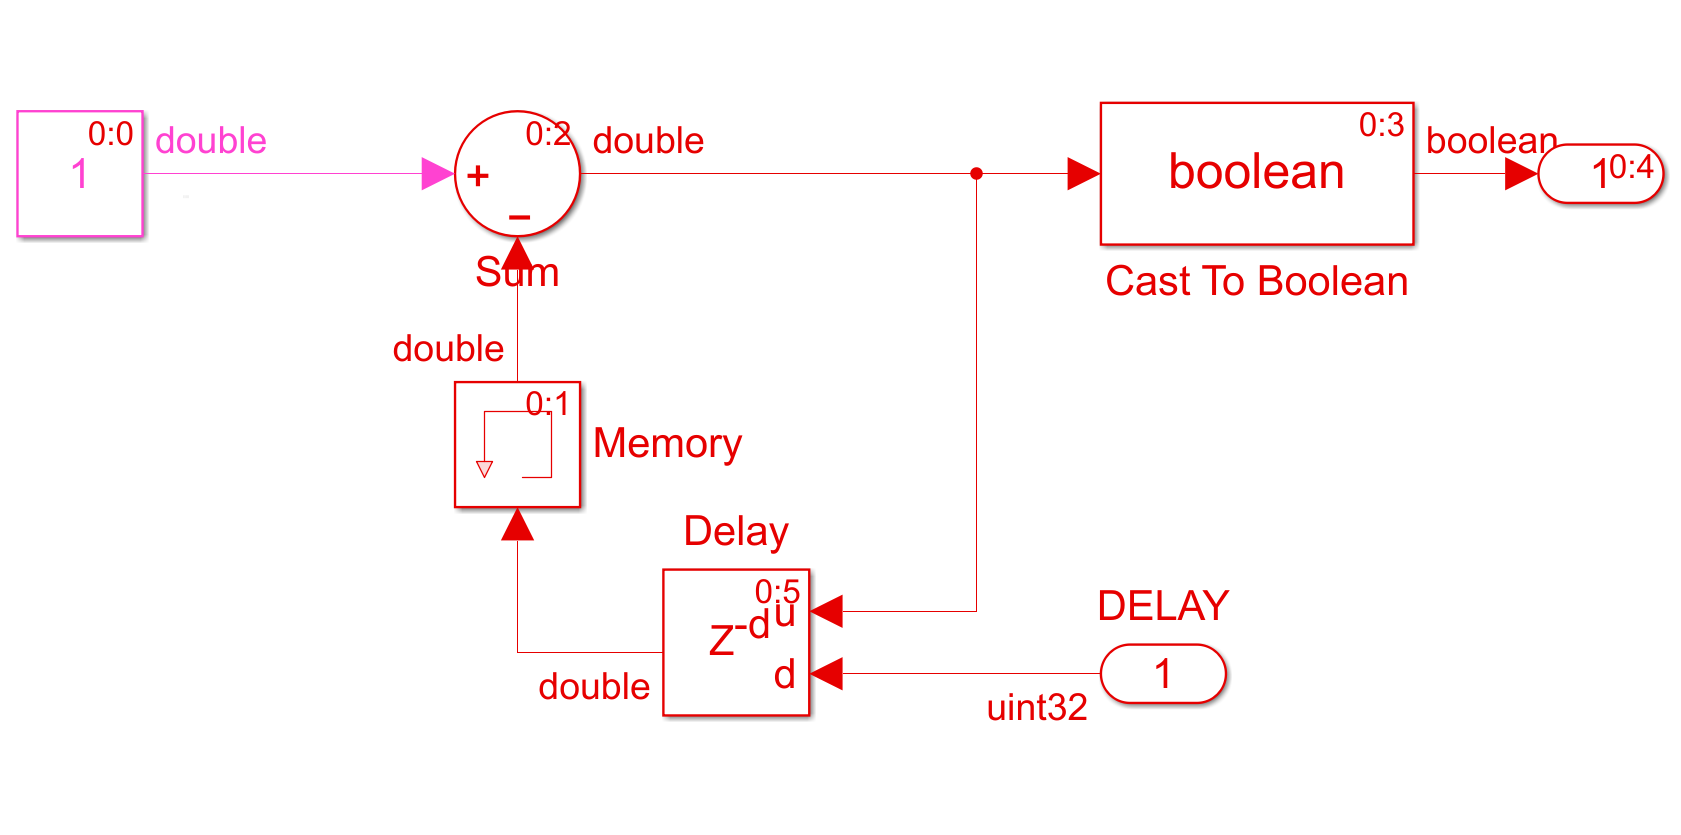 0:0
1
double
0:2
+
−
Sum
double
0:3
boolean
Cast To Boolean
boolean
1
0:4
double
0:1
Memory
Delay
0:5
u
z-d
d
double
DELAY
1
uint32